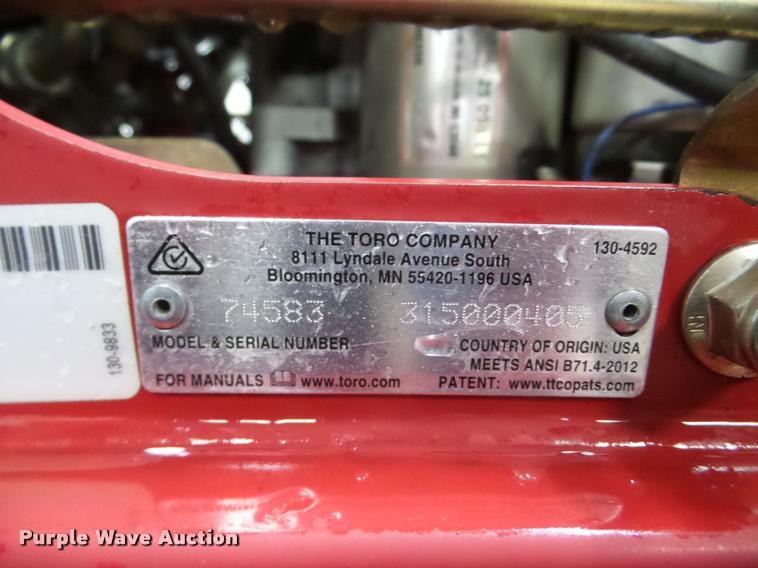 THE TORO COMPANY
8111 Lyndale Avenue South
Bloomington, MN 55420-1196 USA
130-4592
74583 315000405
MODEL & SERIAL NUMBER
COUNTRY OF ORIGIN: USA
MEETS ANSI B71.4-2012
FOR MANUALS www.toro.com
PATENT: www.ttcopats.com
130-9833
Purple Wave Auction